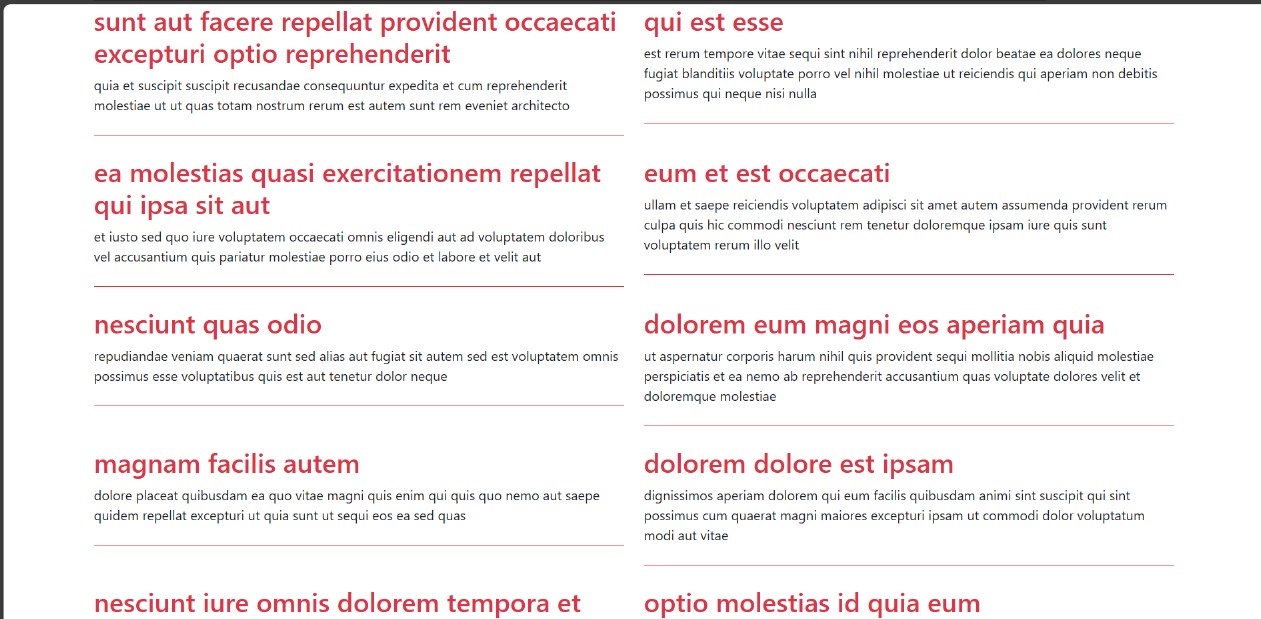 sunt aut facere repellat provident occaecati
excepturi optio reprehenderit
quia et suscipit suscipit recusandae consequuntur expedita et cum reprehenderit
molestiae ut ut quas totam nostrum rerum est autem sunt rem eveniet architecto
qui est esse
est rerum tempore vitae sequi sint nihil reprehenderit dolor beatae ea dolores neque
fugiat blanditiis voluptate porro vel nihil molestiae ut reiciendis qui aperiam non debitis
possimus qui neque nisi nulla
ea molestias quasi exercitationem repellat
qui ipsa sit aut
et iusto sed quo iure voluptatem occaecati omnis eligendi aut ad voluptatem doloribus
vel accusantium quis pariatur molestiae porro eius odio et labore et velit aut
eum et est occaecati
ullam et saepe reiciendis voluptatem adipisci sit amet autem assumenda provident rerum
culpa quis hic commodi nesciunt rem tenetur doloremque ipsam iure quis sunt
voluptatem rerum illo velit
nesciunt quas odio
repudiandae veniam quaerat sunt sed alias aut fugiat sit autem sed est voluptatem omnis
possimus esse voluptatibus quis est aut tenetur dolor neque
dolorem eum magni eos aperiam quia
ut aspernatur corporis harum nihil quis provident sequi mollitia nobis aliquid molestiae
perspiciatis et ea nemo ab reprehenderit accusantium quas voluptate dolores velit et
doloremque molestiae
magnam facilis autem
dolore placeat quibusdam ea quo vitae magni quis enim qui quis quo nemo aut saepe
quidem repellat excepturi ut quia sunt ut sequi eos ea sed quas
dolorem dolore est ipsam
dignissimos aperiam dolorem qui eum facilis quibusdam animi sint suscipit qui sint
possimus cum quaerat magni maiores excepturi ipsam ut commodi dolor voluptatum
modi aut vitae
nesciunt iure omnis dolorem tempora et
optio molestias id quia eum